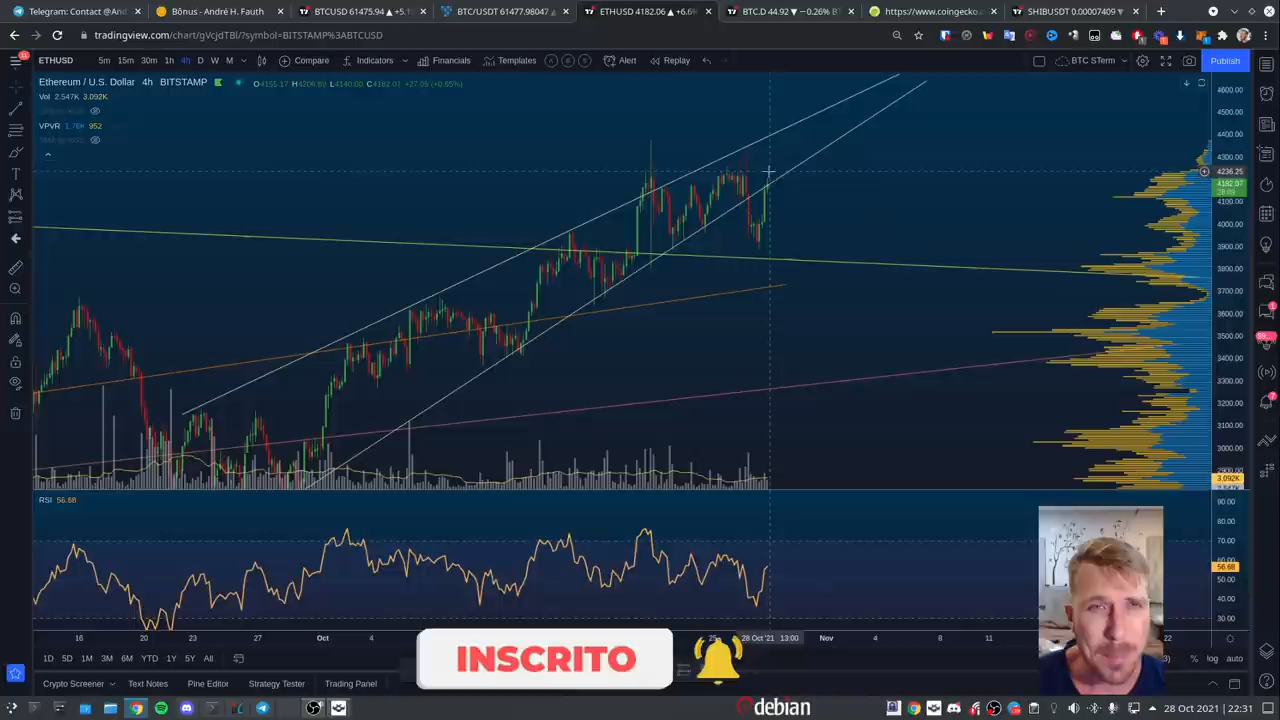 Telegram: Contact @And
Bônus - André H. Fauth
BTCUSD 61475.94 ▲ +5.1
BTC/USDT 61477.98047
ETHUSD 4182.06 ▲ +6.6%
BTC.D 44.92 ▼ −0.26%
https://www.coingecko.
SHIBUSDT 0.00007409 ▼
tradingview.com/chart/gVcjdTBl/?symbol=BITSTAMP%3ABTCUSD
ETHUSD 5m 15m 30m 1h 4h D W M Compare Indicators Financials Templates Alert Replay BTC STerm Publish
Ethereum / U.S. Dollar 4h BITSTAMP
Vol 2.547K 3.092K
VPVR 1.76K 952
4600.00
4500.00
4400.00
4300.00
4236.25
4182.07
28:09
4100.00
4000.00
3900.00
3800.00
3700.00
3600.00
3500.00
3400.00
3300.00
3200.00
3100.00
3000.00
2900.00
3.092K
RSI 56.68
90.00
80.00
70.00
56.68
50.00
40.00
30.00
16 20 23 27 Oct 4 25 28 Oct '21 13:00 Nov 4 8 11 22
INSCRITO
1D 5D 1M 3M 6M YTD 1Y 5Y All % log auto
Crypto Screener Text Notes Pine Editor Strategy Tester Trading Panel
debian
28 Oct 2021 22:31